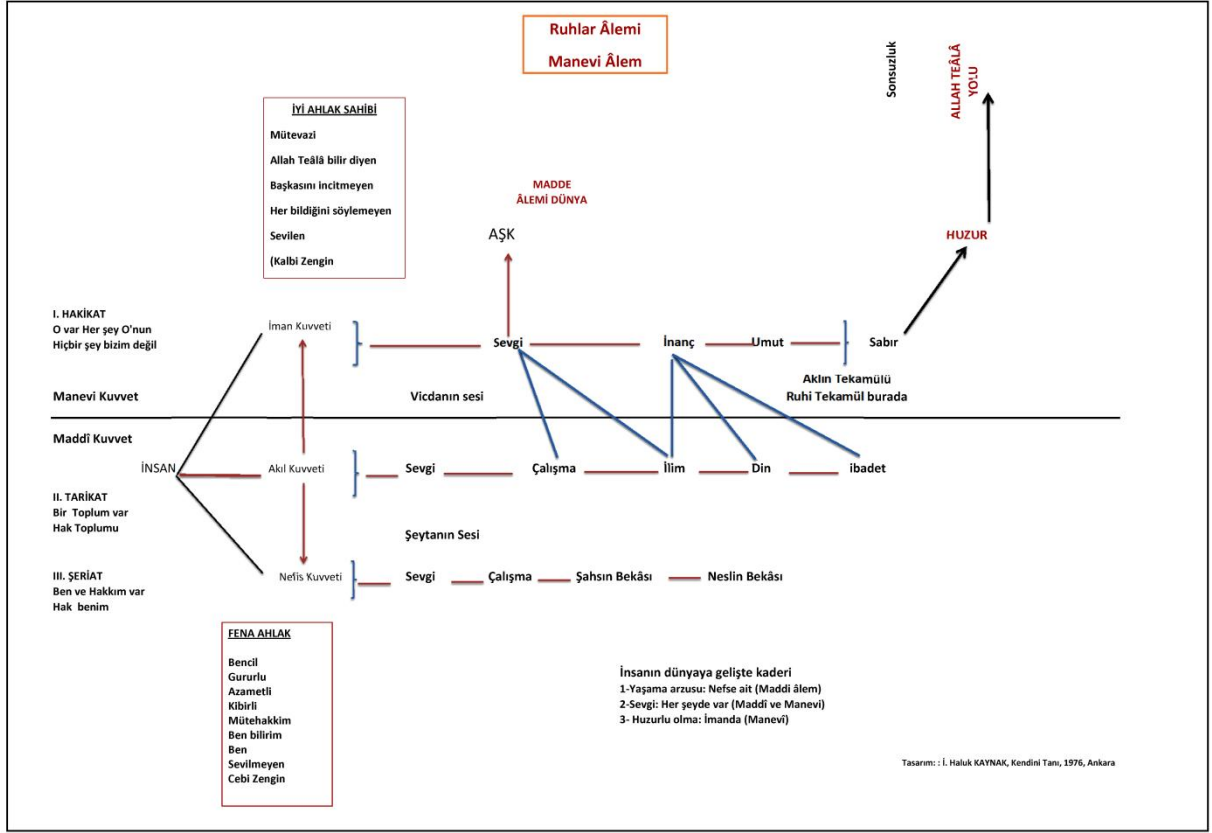 Ruhlar Âlemi
Manevi Âlem
Sonsuzluk
ALLAH TEÂLÂ
YOLU
İYİ AHLAK SAHİBİ
Mütevazi
Allah Teâlâ bilir diyen
Başkasını incitmeyen
Her bildiğini söylemeyen
Sevilen
(Kalbi Zengin
MADDE
ÂLEMİ DÜNYA
AŞK
HUZUR
I. HAKİKAT
O var Her şey O'nun
Hiçbir şey bizim değil
İman Kuvveti
Sevgi
İnanç
Umut
Sabır
Aklın Tekamülü
Ruhi Tekamül burada
Manevi Kuvvet
Vicdanın sesi
Maddî Kuvvet
İNSAN
Akıl Kuvveti
Sevgi
Çalışma
İlim
Din
ibadet
II. TARİKAT
Bir Toplum var
Hak Toplumu
Şeytanın Sesi
III. ŞERİAT
Ben ve Hakkım var
Hak benim
Nefis Kuvveti
Sevgi
Çalışma
Şahsın Bekâsı
Neslin Bekâsı
FENA AHLAK
Bencil
Gururlu
Azametli
Kibirli
Mütehakkim
Ben bilirim
Ben
Sevilmeyen
Cebi Zengin
İnsanın dünyaya gelişte kaderi
1-Yaşama arzusu: Nefse ait (Maddi âlem)
2-Sevgi: Her şeyde var (Maddî ve Manevi)
3- Huzurlu olma: İmanda (Manevî)
Tasarım: : İ. Haluk KAYNAK, Kendini Tanı, 1976, Ankara